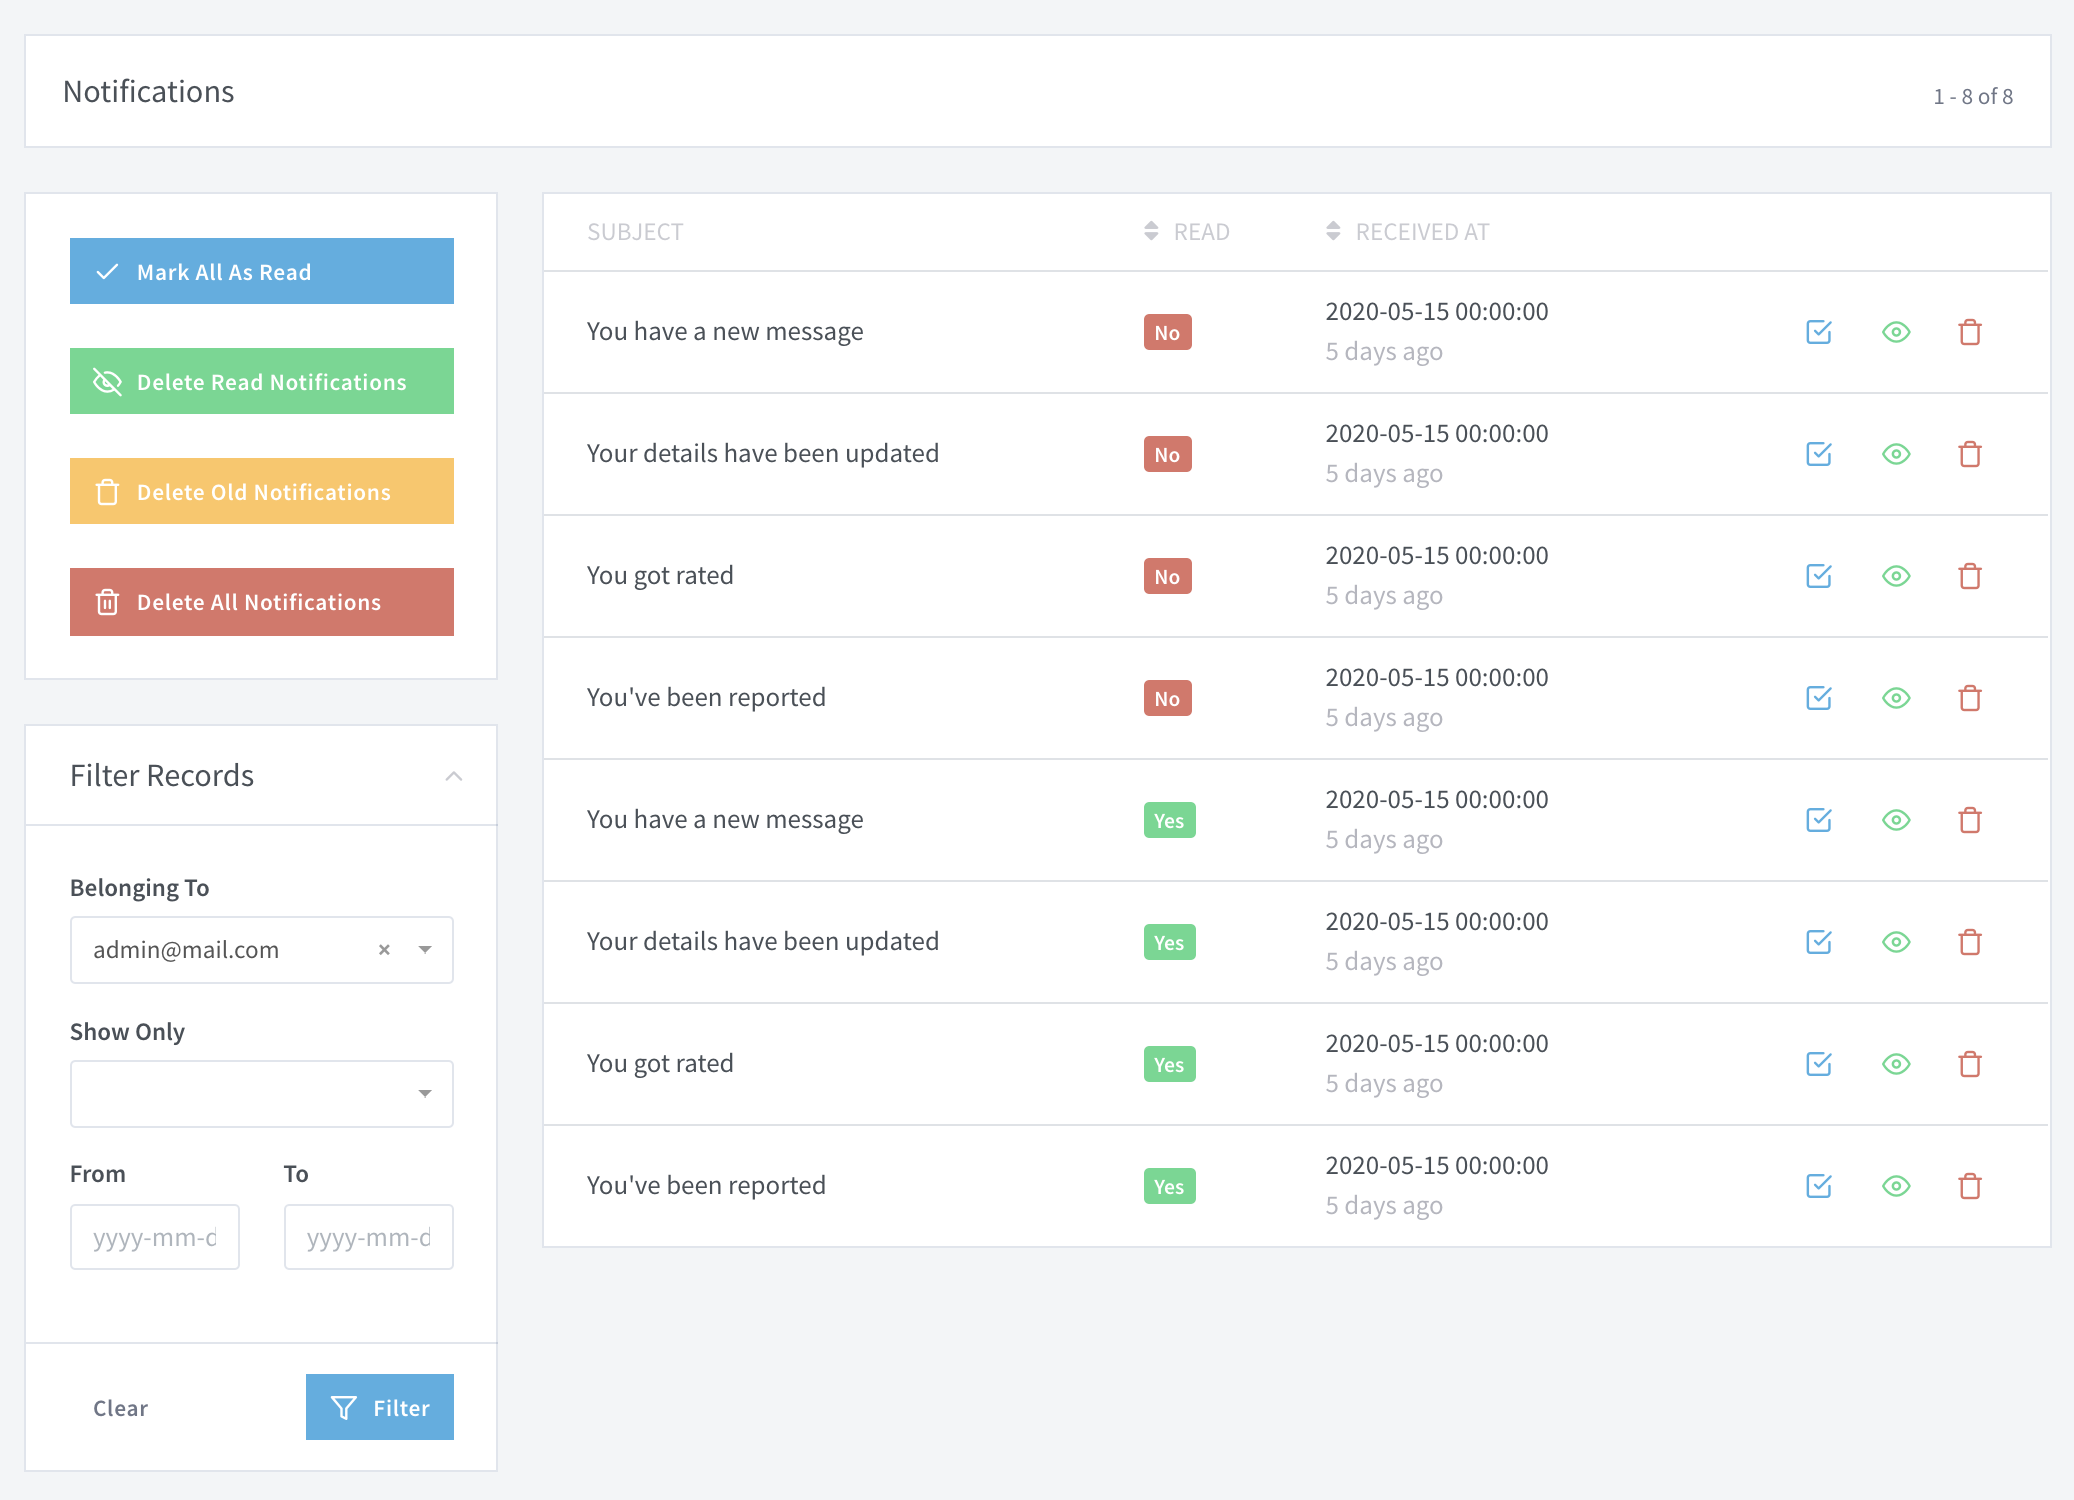 Notifications
1 - 8 of 8
Mark All As Read
Delete Read Notifications
Delete Old Notifications
Delete All Notifications
Filter Records
Belonging To
admin@mail.com ×
Show Only
From To
yyyy-mm-d yyyy-mm-d
Clear Filter
SUBJECT READ RECEIVED AT
You have a new message No 2020-05-15 00:00:00
5 days ago
Your details have been updated No 2020-05-15 00:00:00
5 days ago
You got rated No 2020-05-15 00:00:00
5 days ago
You've been reported No 2020-05-15 00:00:00
5 days ago
You have a new message Yes 2020-05-15 00:00:00
5 days ago
Your details have been updated Yes 2020-05-15 00:00:00
5 days ago
You got rated Yes 2020-05-15 00:00:00
5 days ago
You've been reported Yes 2020-05-15 00:00:00
5 days ago